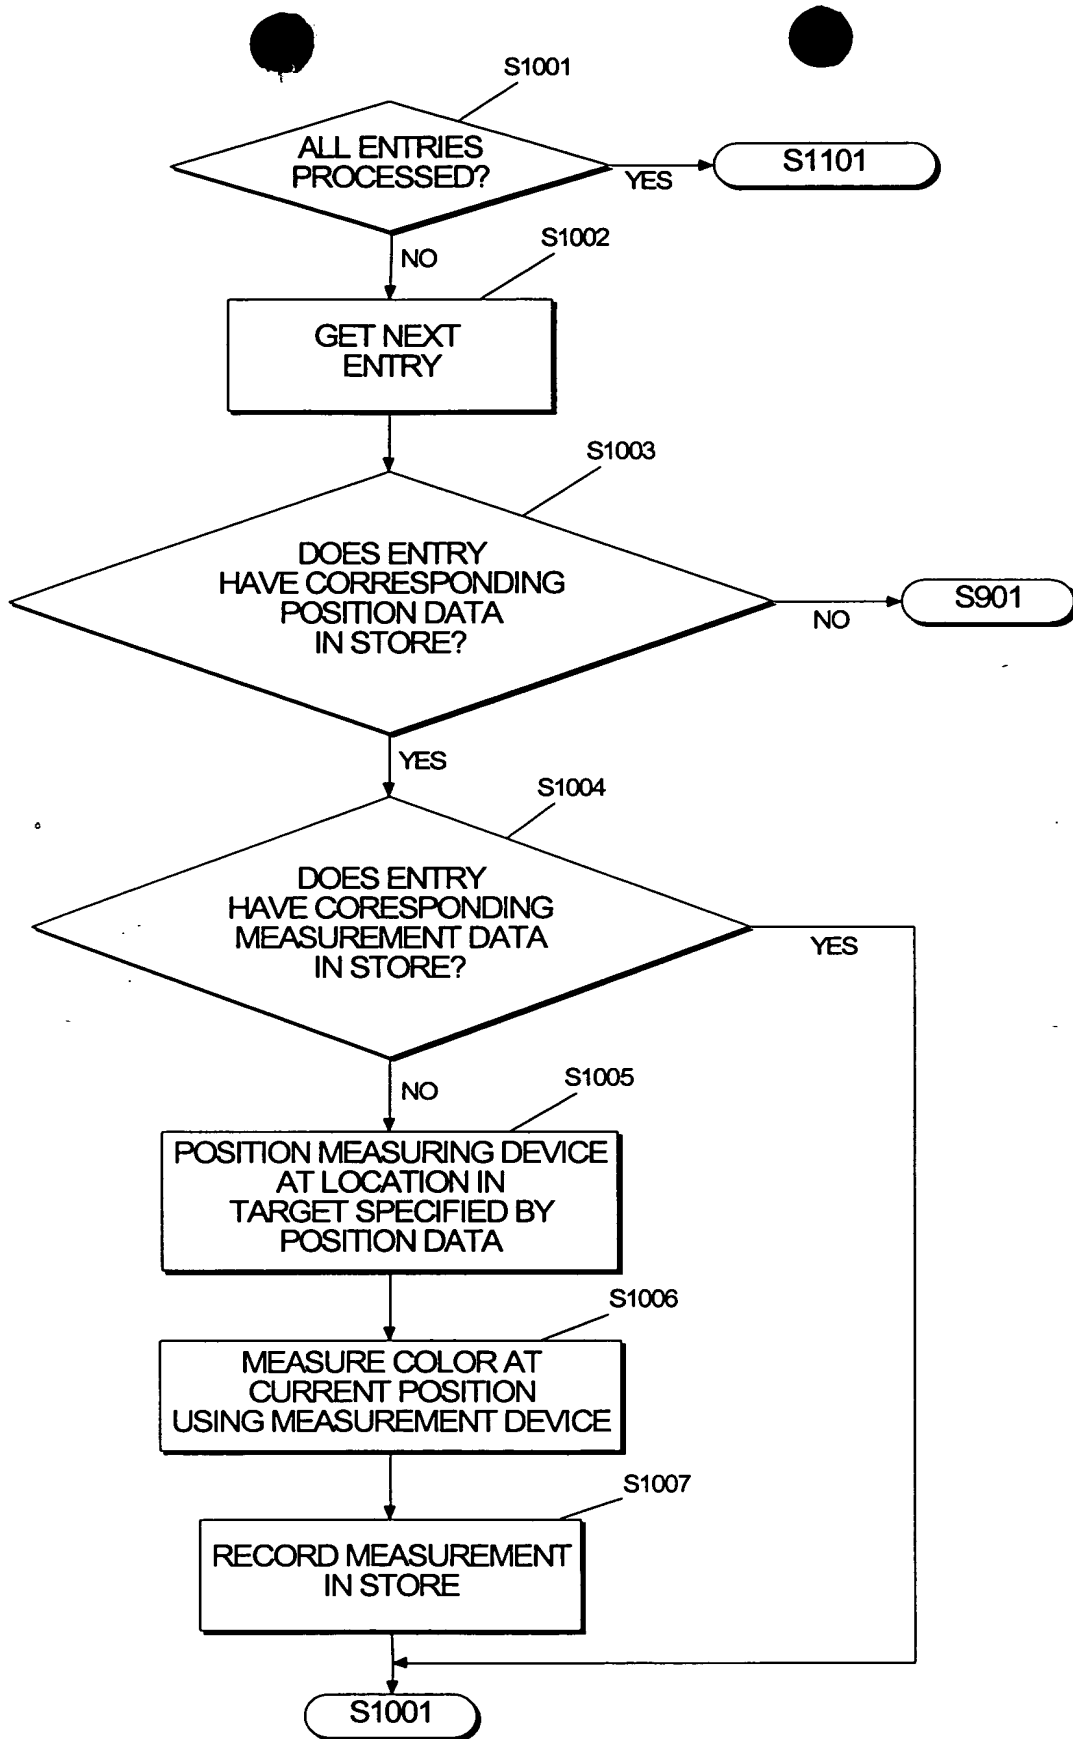 S1001
ALL ENTRIES
PROCESSED?
YES
S1101
NO
S1002
GET NEXT
ENTRY
S1003
DOES ENTRY
HAVE CORRESPONDING
POSITION DATA
IN STORE?
NO
S901
YES
S1004
DOES ENTRY
HAVE CORESPONDING
MEASUREMENT DATA
IN STORE?
YES
NO
S1005
POSITION MEASURING DEVICE
AT LOCATION IN
TARGET SPECIFIED BY
POSITION DATA
S1006
MEASURE COLOR AT
CURRENT POSITION
USING MEASUREMENT DEVICE
S1007
RECORD MEASUREMENT
IN STORE
S1001